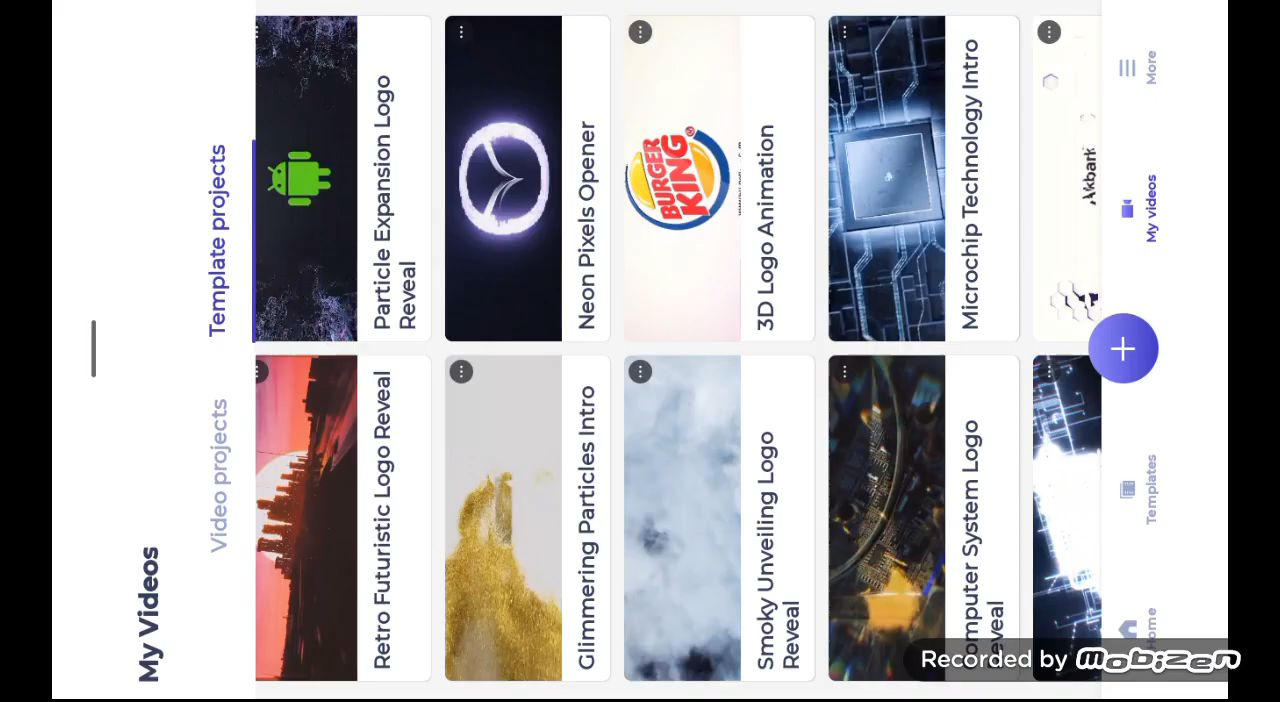 My Videos
Video projects
Template projects
Retro Futuristic Logo Reveal
Particle Expansion Logo
Reveal
Glimmering Particles Intro
Neon Pixels Opener
Smoky Unveiling Logo
Reveal
BURGER
KING
®
3D Logo Animation
omputer System Logo
eveal
Microchip Technology Intro
Akbank
Home
Templates
My videos
More
Recorded by mobizen